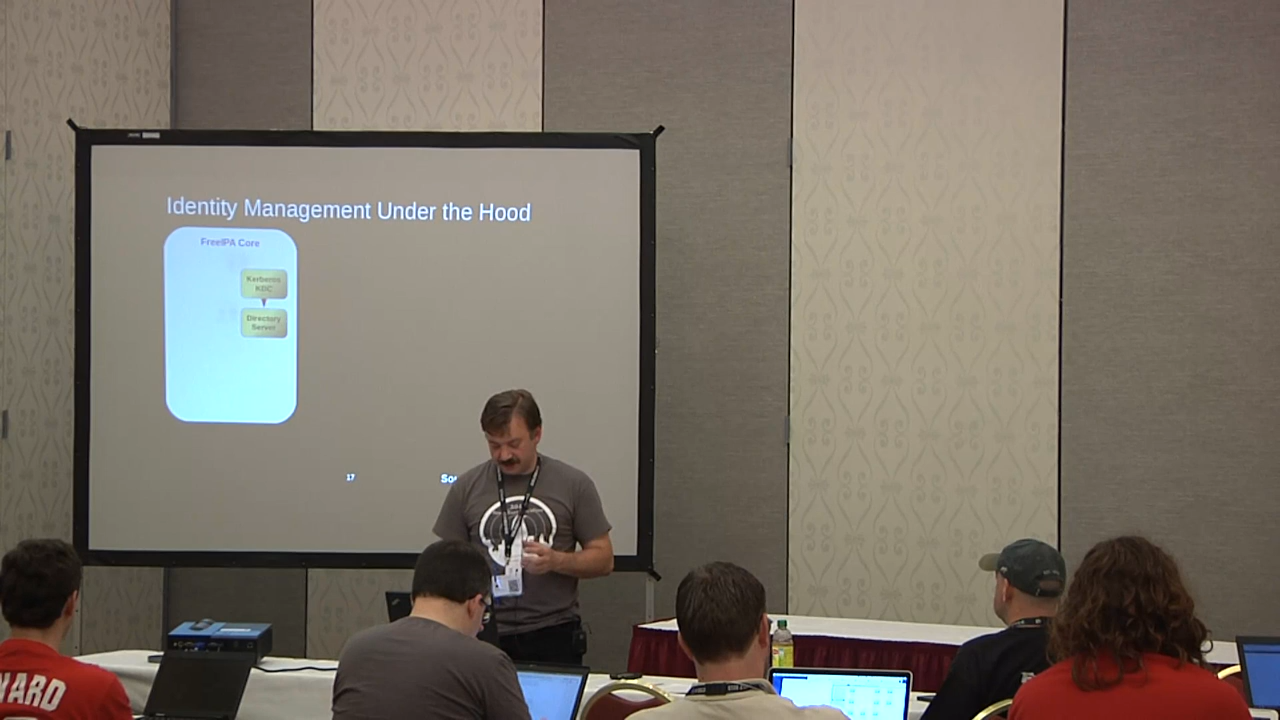 Identity Management Under the Hood
FreeIPA Core
Kerberos
KDC
Directory
Server
17